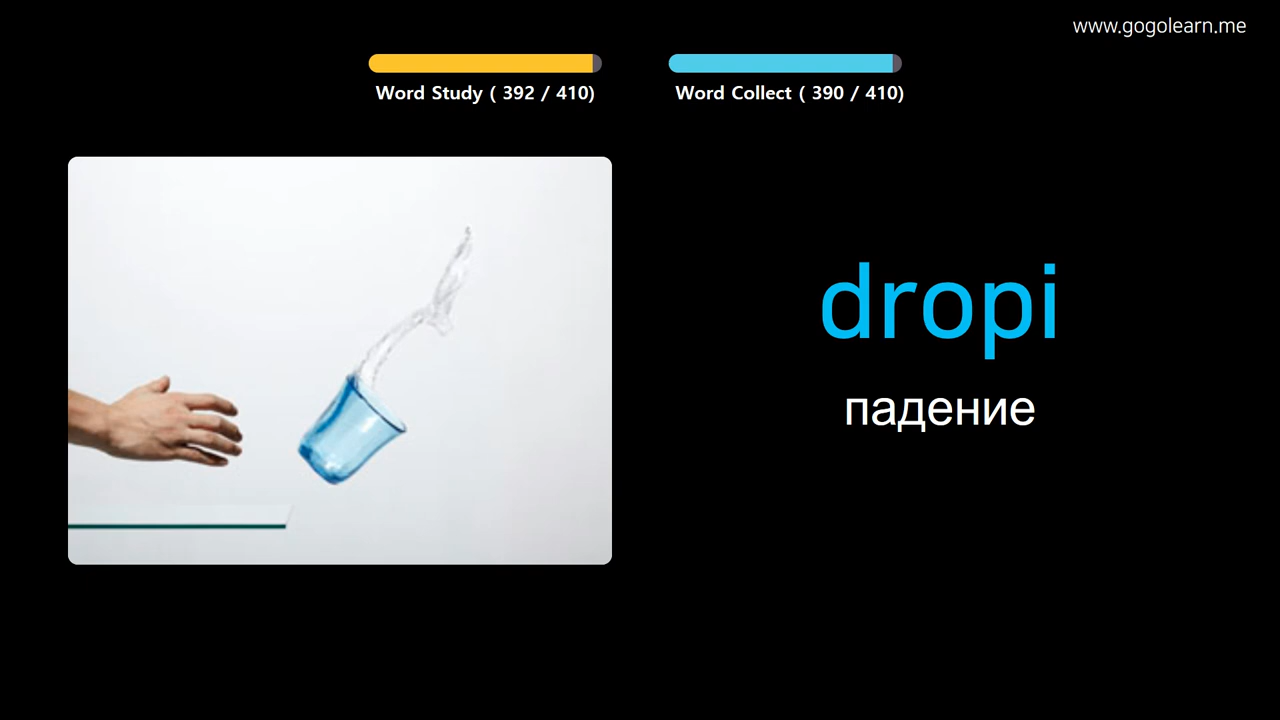 www.gogolearn.me
Word Study ( 392 / 410)
Word Collect ( 390 / 410)
dropi
падение